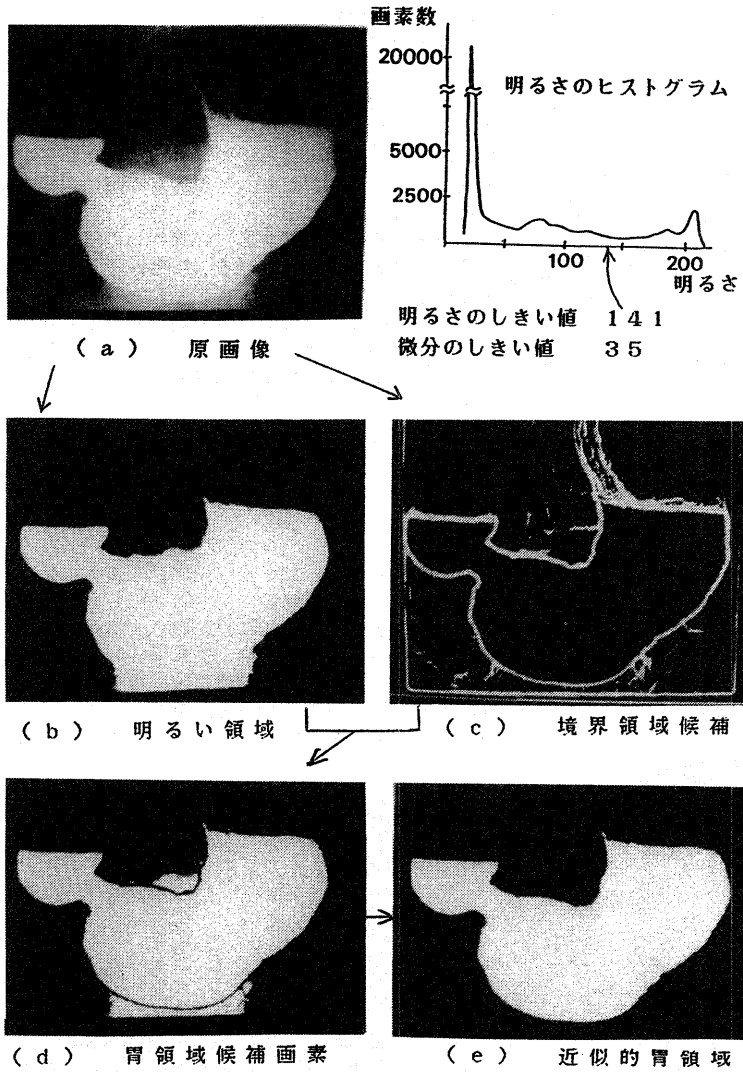 画素数
20000
明るさのヒストグラム
5000
2500
100
200
明るさ
明るさのしきい値 141
微分のしきい値 35
(a) 原画像
(b) 明るい領域
(c) 境界領域候補
(d) 胃領域候補画素
(e) 近似的胃領域